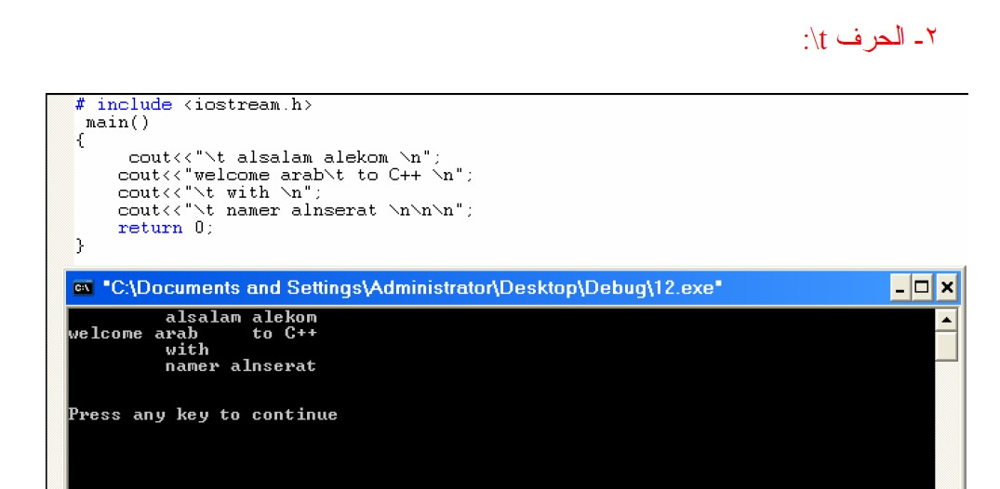 ٢- الحرف t\:
# include <iostream.h>
main()
{
cout<<"\t alsalam alekom \n";
cout<<"welcome arab\t to C++ \n";
cout<<"\t with \n";
cout<<"\t namer alnserat \n\n\n";
return 0;
}
"C:\Documents and Settings\Administrator\Desktop\Debug\12.exe"
alsalam alekom
welcome arab to C++
with
namer alnserat
Press any key to continue